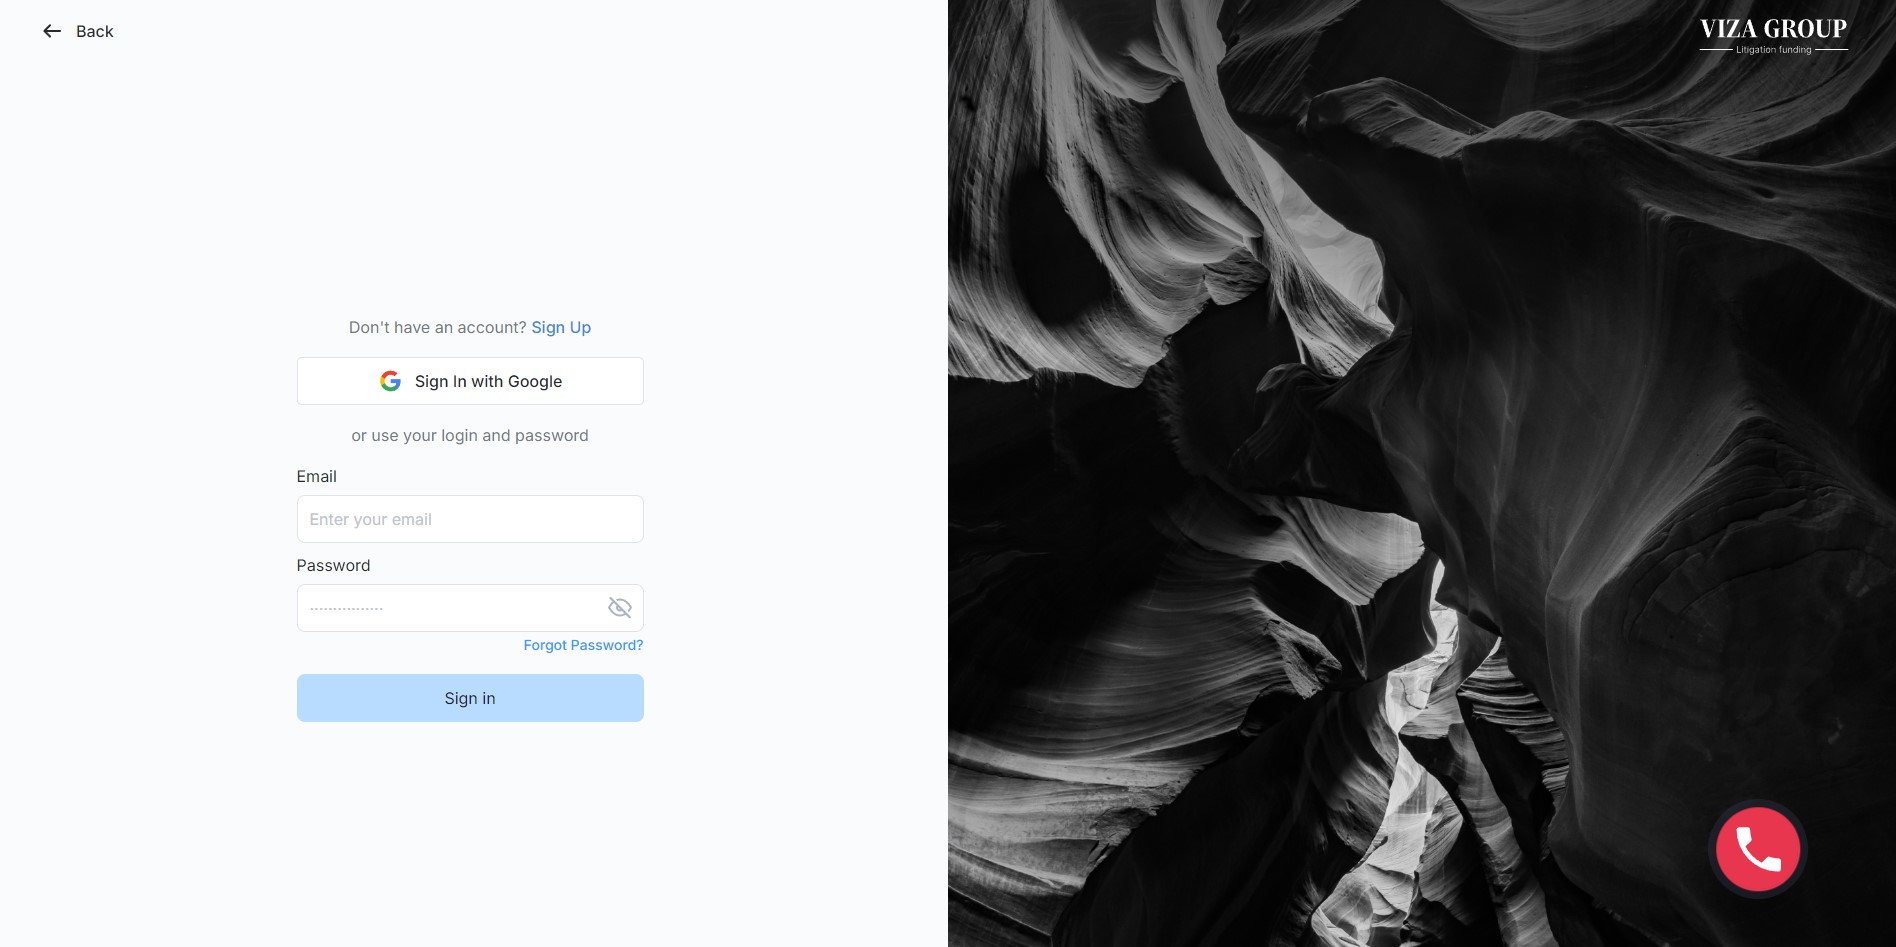 Back
VIZA GROUP
Litigation funding
Don't have an account? Sign Up
Sign In with Google
or use your login and password
Email
Enter your email
Password
Forgot Password?
Sign in